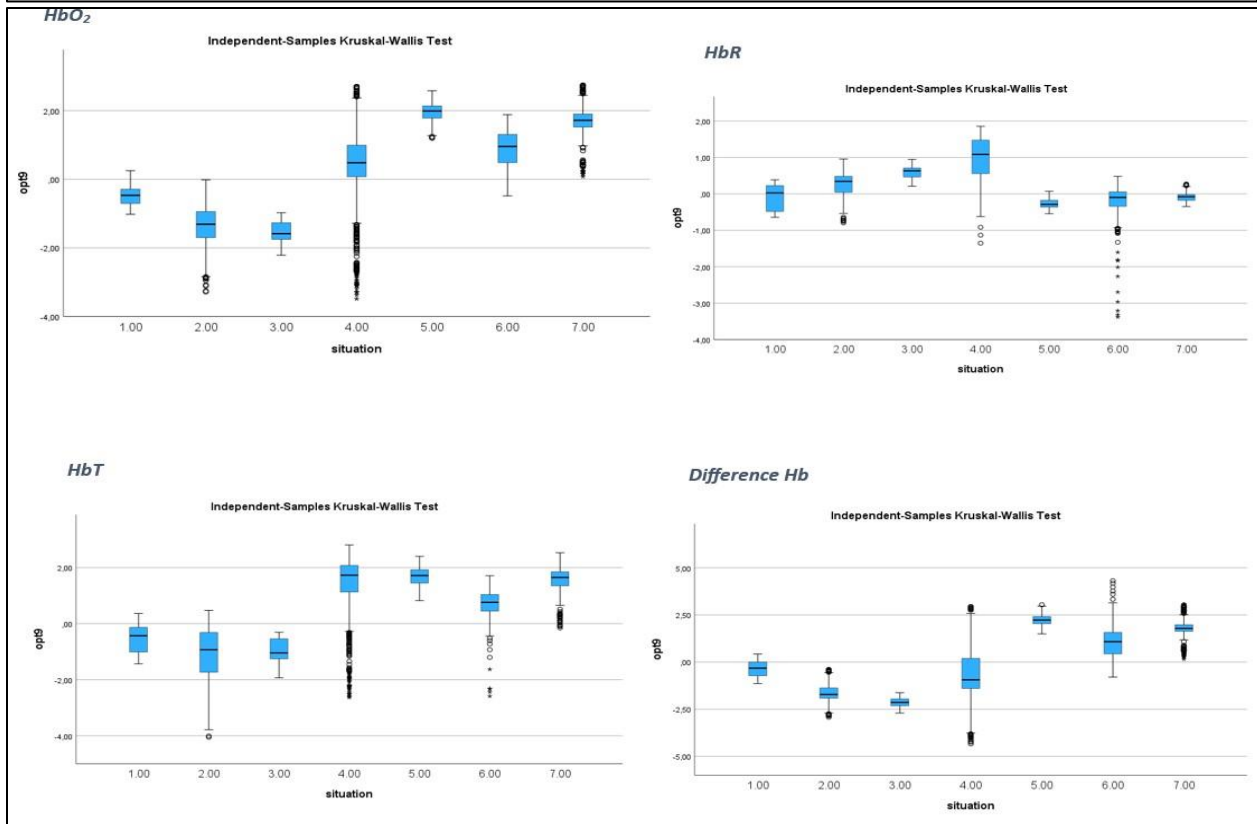 HbO₂
Independent-Samples Kruskal-Wallis Test
opt9
2,00
,00
-2,00
-4,00
1.00 2.00 3.00 4.00 5.00 6.00 7.00
situation
HbR
Independent-Samples Kruskal-Wallis Test
opt9
2,00
1,00
,00
-1,00
-2,00
-3,00
-4,00
1.00 2.00 3.00 4.00 5.00 6.00 7.00
situation
HbT
Independent-Samples Kruskal-Wallis Test
opt9
2,00
,00
-2,00
-4,00
1.00 2.00 3.00 4.00 5.00 6.00 7.00
situation
Difference Hb
Independent-Samples Kruskal-Wallis Test
opt9
5,00
2,50
,00
-2,50
-5,00
1.00 2.00 3.00 4.00 5.00 6.00 7.00
situation